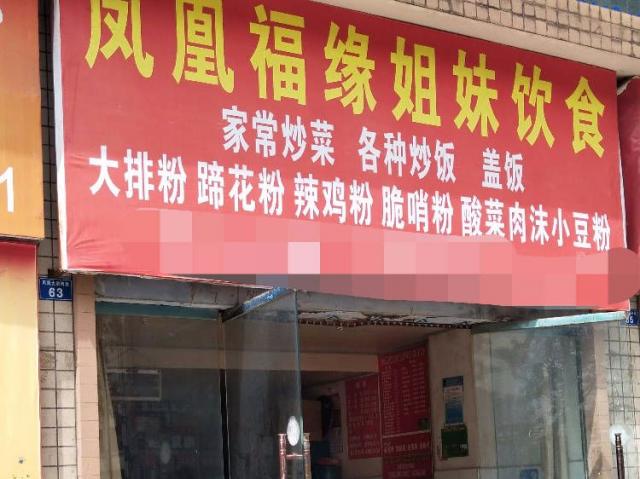 凤凰福缘姐妹饮食
家常炒菜 各种炒饭 盖饭
大排粉 蹄花粉 辣鸡粉 脆哨粉 酸菜肉沫小豆粉
1
63